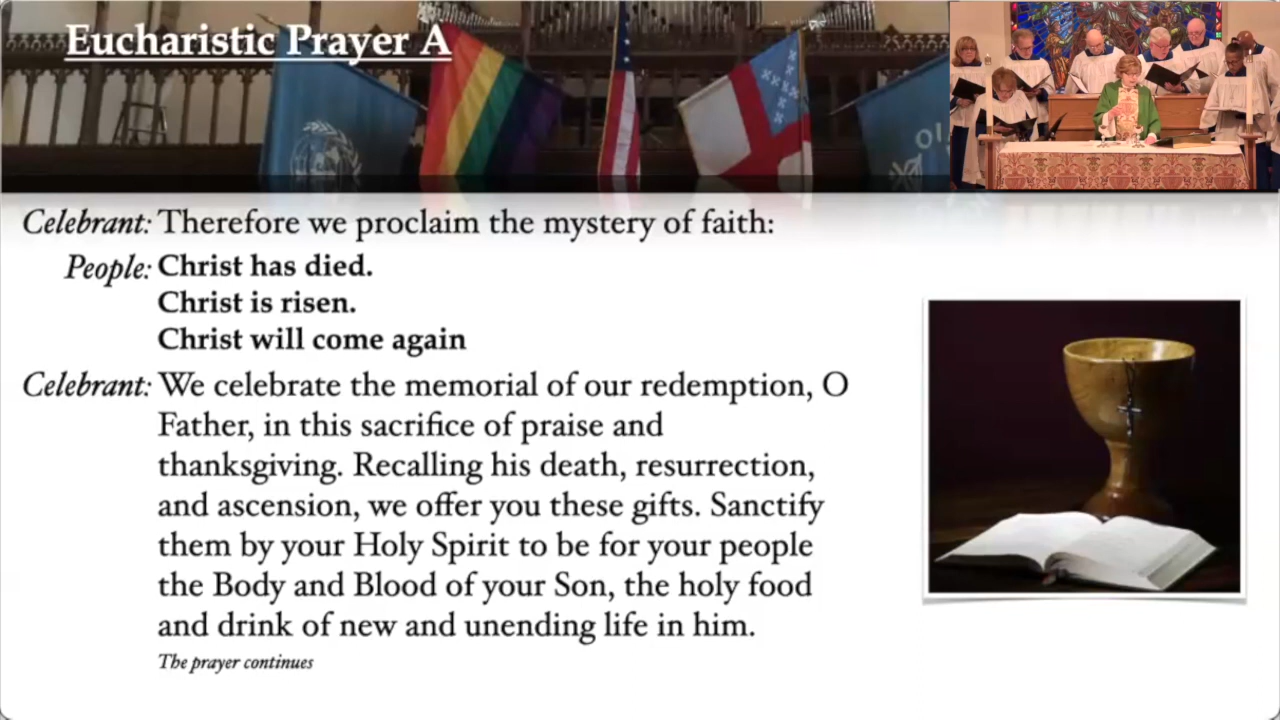 Eucharistic Prayer A
Celebrant: Therefore we proclaim the mystery of faith:
People: Christ has died.
Christ is risen.
Christ will come again
Celebrant: We celebrate the memorial of our redemption, O
Father, in this sacrifice of praise and
thanksgiving. Recalling his death, resurrection,
and ascension, we offer you these gifts. Sanctify
them by your Holy Spirit to be for your people
the Body and Blood of your Son, the holy food
and drink of new and unending life in him.
The prayer continues